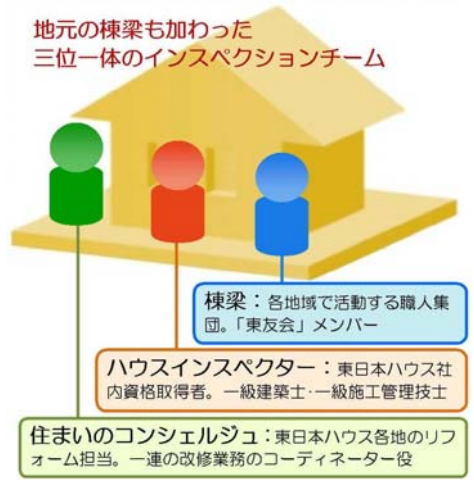 地元の棟梁も加わった
三位一体のインスペクションチーム
棟梁：各地域で活動する職人集
団。「東友会」メンバー
ハウスインスペクター：東日本ハウス社
内資格取得者。一級建築士・一級施工管理技士
住まいのコンシェルジュ：東日本ハウス各地のリフ
ォーム担当。一連の改修業務のコーディネーター役